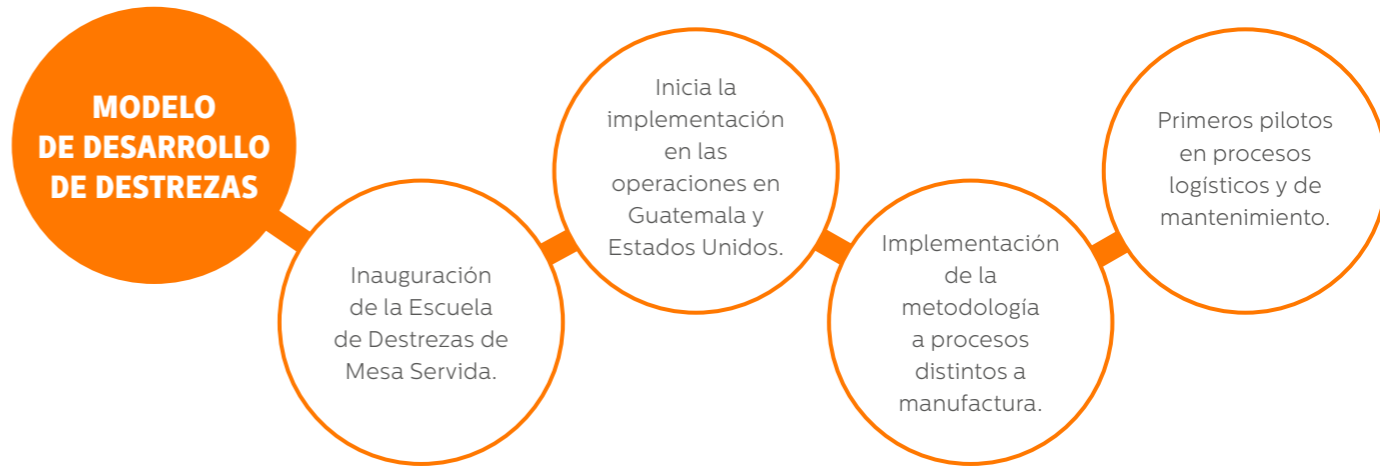 MODELO
DE DESARROLLO
DE DESTREZAS
Inauguración
de la Escuela
de Destrezas de
Mesa Servida.
Inicia la
implementación
en las
operaciones en
Guatemala y
Estados Unidos.
Implementación
de la
metodología
a procesos
distintos a
manufactura.
Primeros pilotos
en procesos
logísticos y de
mantenimiento.